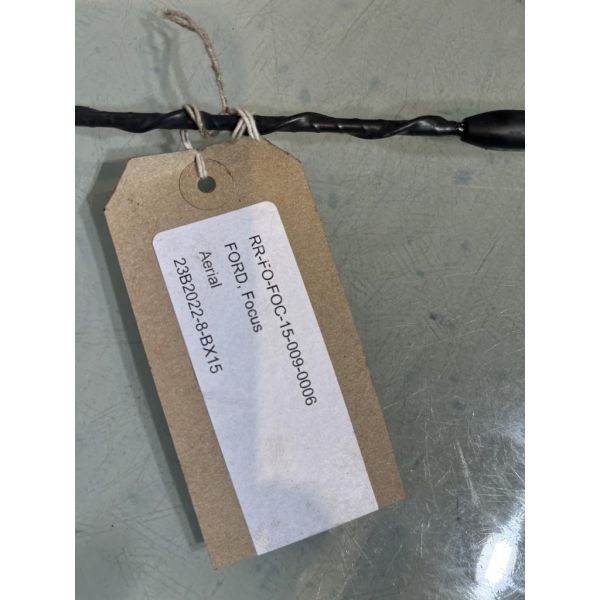 RR-FO-FOC-15-009-0006
FORD, Focus
Aerial
23B2022-8-BX15